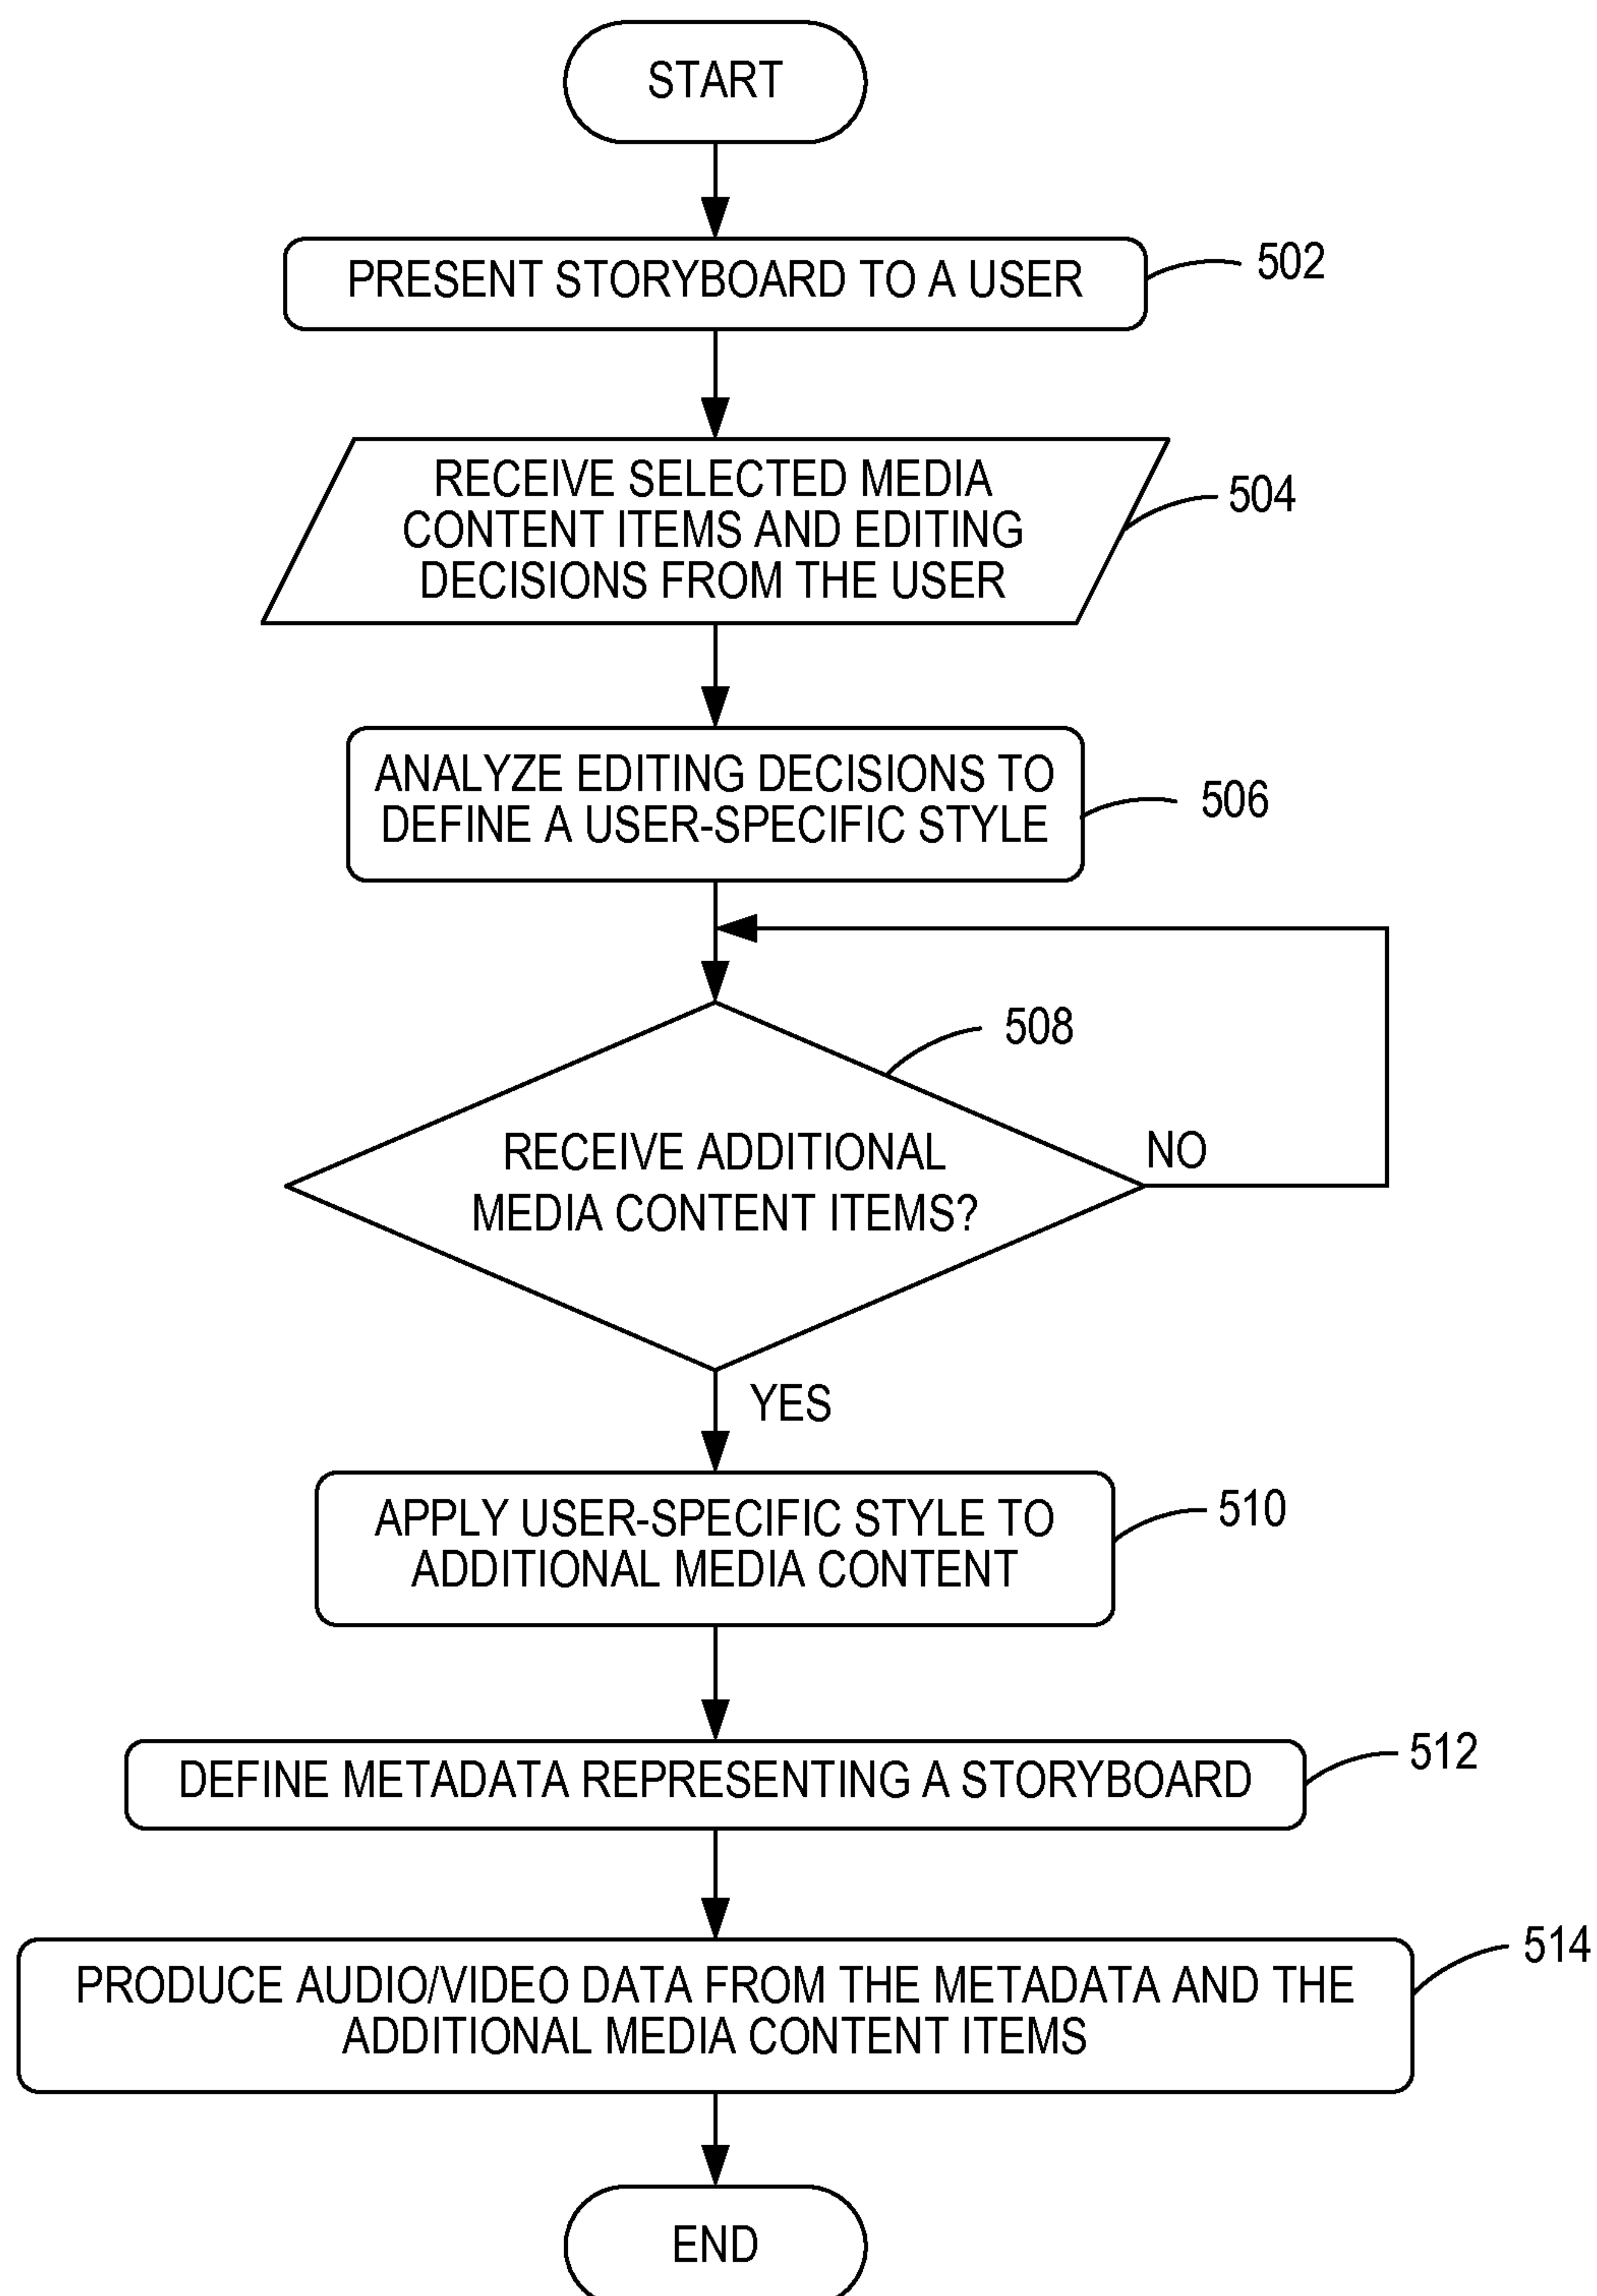 START
PRESENT STORYBOARD TO A USER
502
RECEIVE SELECTED MEDIA
CONTENT ITEMS AND EDITING
DECISIONS FROM THE USER
504
ANALYZE EDITING DECISIONS TO
DEFINE A USER-SPECIFIC STYLE
506
508
RECEIVE ADDITIONAL
MEDIA CONTENT ITEMS?
NO
YES
APPLY USER-SPECIFIC STYLE TO
ADDITIONAL MEDIA CONTENT
510
DEFINE METADATA REPRESENTING A STORYBOARD
512
PRODUCE AUDIO/VIDEO DATA FROM THE METADATA AND THE
ADDITIONAL MEDIA CONTENT ITEMS
514
END